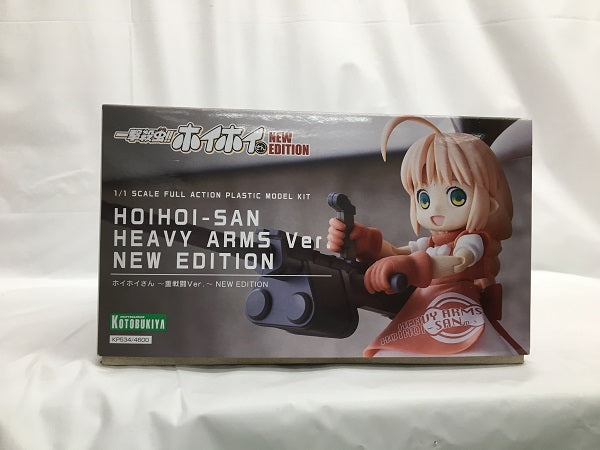 一撃殺虫!!ホイホイさん NEW EDITION
1/1 SCALE FULL ACTION PLASTIC MODEL KIT
HOIHOI-SAN
HEAVY ARMS Ver.
NEW EDITION
ホイホイさん ～重戦闘Ver.～ NEW EDITION
KOTOBUKIYA
KP534/4800
HEAVY ARMS
-SAN